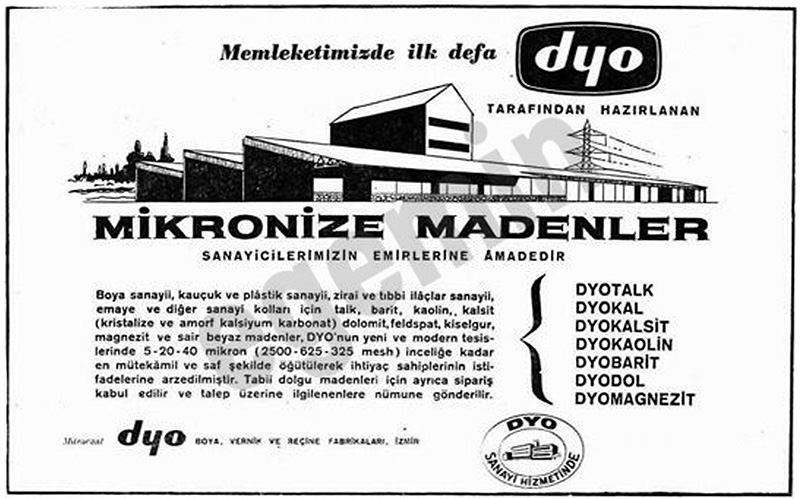 Memleketimizde ilk defa dyo
TARAFINDAN HAZIRLANAN
MİKRONİZE MADENLER
SANAYİCİLERİMİZİN EMİRLERİNE ÂMADEDİR
Boya sanayii, kauçuk ve plâstik sanayii, zirai ve tıbbi ilâçlar sanayii,
emaye ve diğer sanayi kolları için talk, barit, kaolin,, kalsit
(kristalize ve amorf kalsiyum karbonat) dolomit, feldspat, kiselgur,
magnezit ve sair beyaz madenler, DYO'nun yeni ve modern tesis-
lerinde 5-20-40 mikron (2500-625-325 mesh) inceliğe kadar
en mütekâmil ve saf şekilde öğütülerek ihtiyaç sahiplerinin isti-
fadelerine arzedilmiştir. Tabii dolgu madenleri için ayrıca sipariş
kabul edilir ve talep üzerine ilgilenenlere nümune gönderilir.
DYOTALK
DYOKAL
DYOKALSİT
DYOKAOLİN
DYOBARİT
DYODOL
DYOMAGNEZİT
Müracaat dyo BOYA, VERNİK VE REÇİNE FABRİKALARI, İZMİR
DYO
SANAYİ HİZMETİNDE
egemin